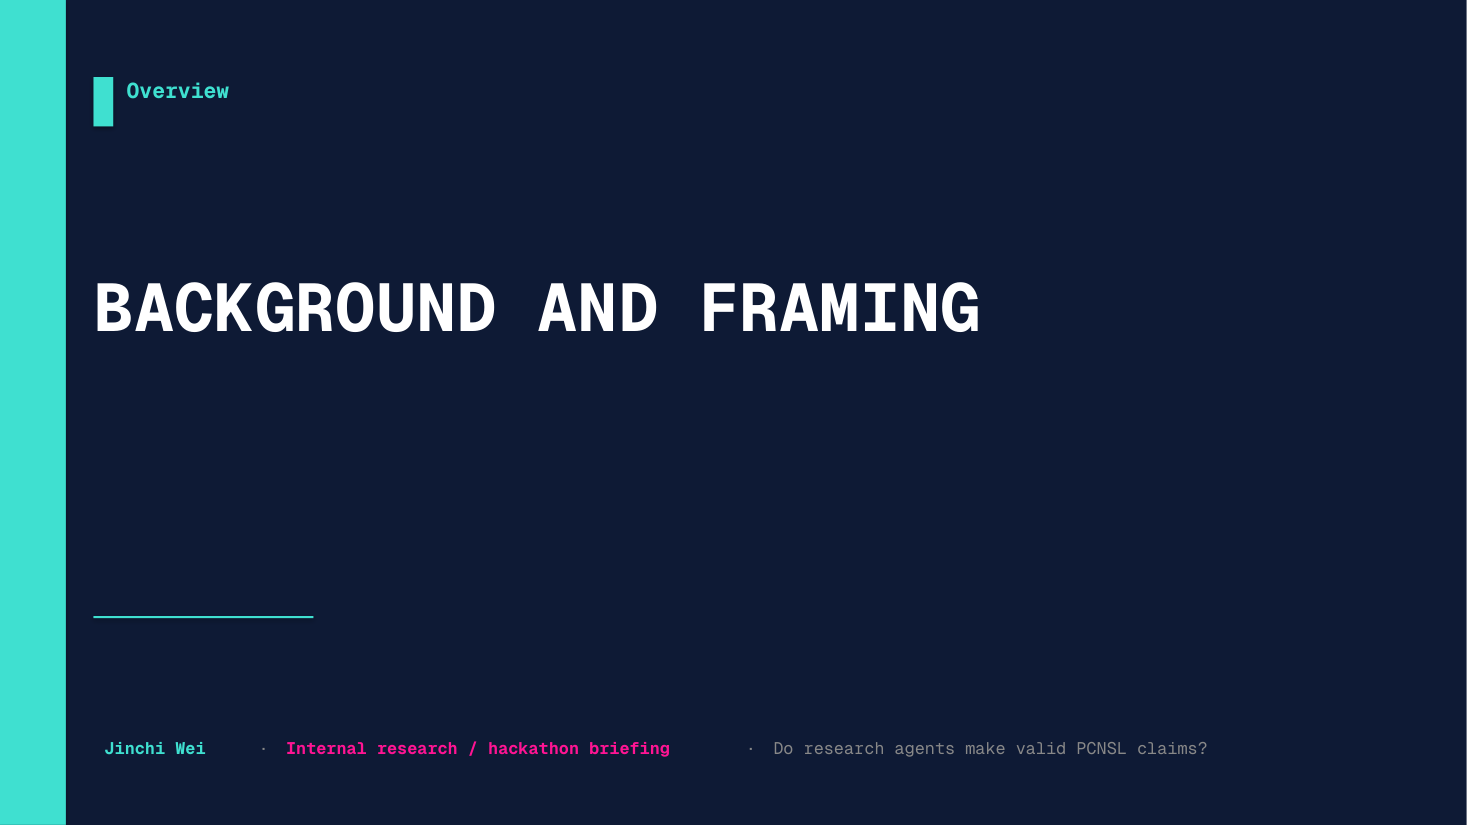 Overview
BACKGROUND AND FRAMING
Jinchi Wei · Internal research / hackathon briefing · Do research agents make valid PCNSL claims?